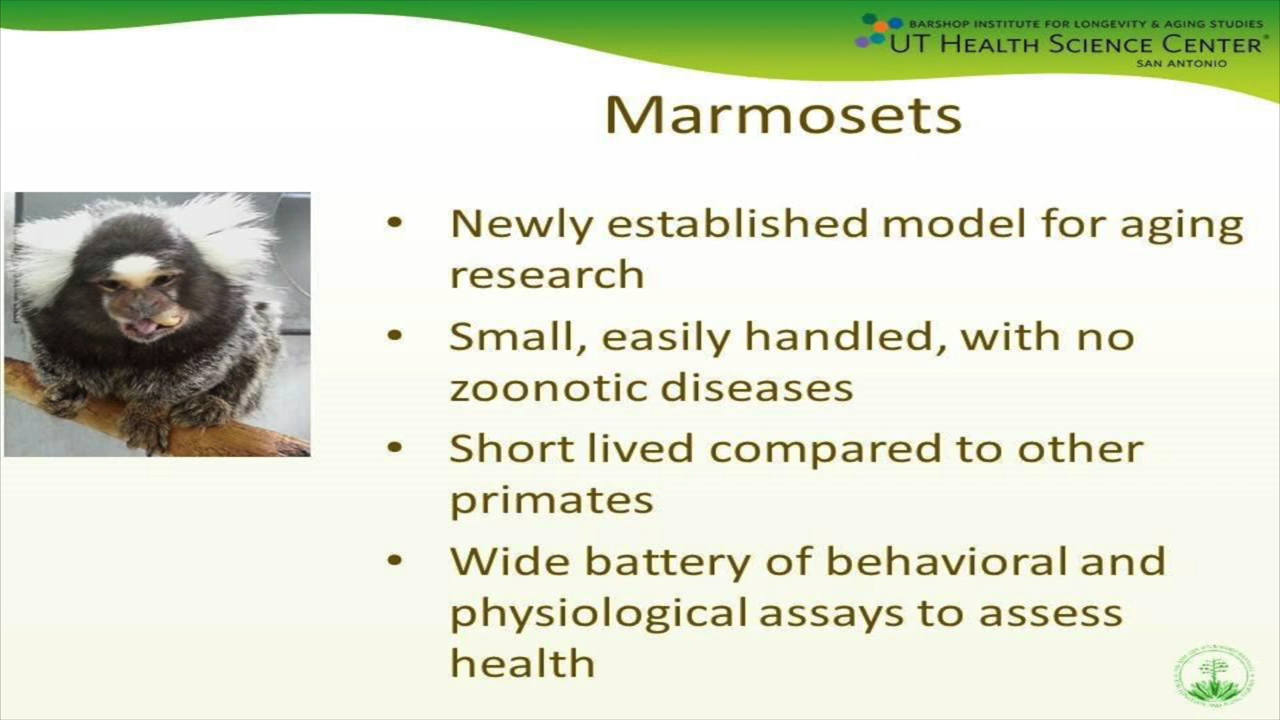 BARSHOP INSTITUTE FOR LONGEVITY & AGING STUDIES
UT HEALTH SCIENCE CENTER®
SAN ANTONIO
Marmosets
• Newly established model for aging
research
• Small, easily handled, with no
zoonotic diseases
• Short lived compared to other
primates
• Wide battery of behavioral and
physiological assays to assess
health